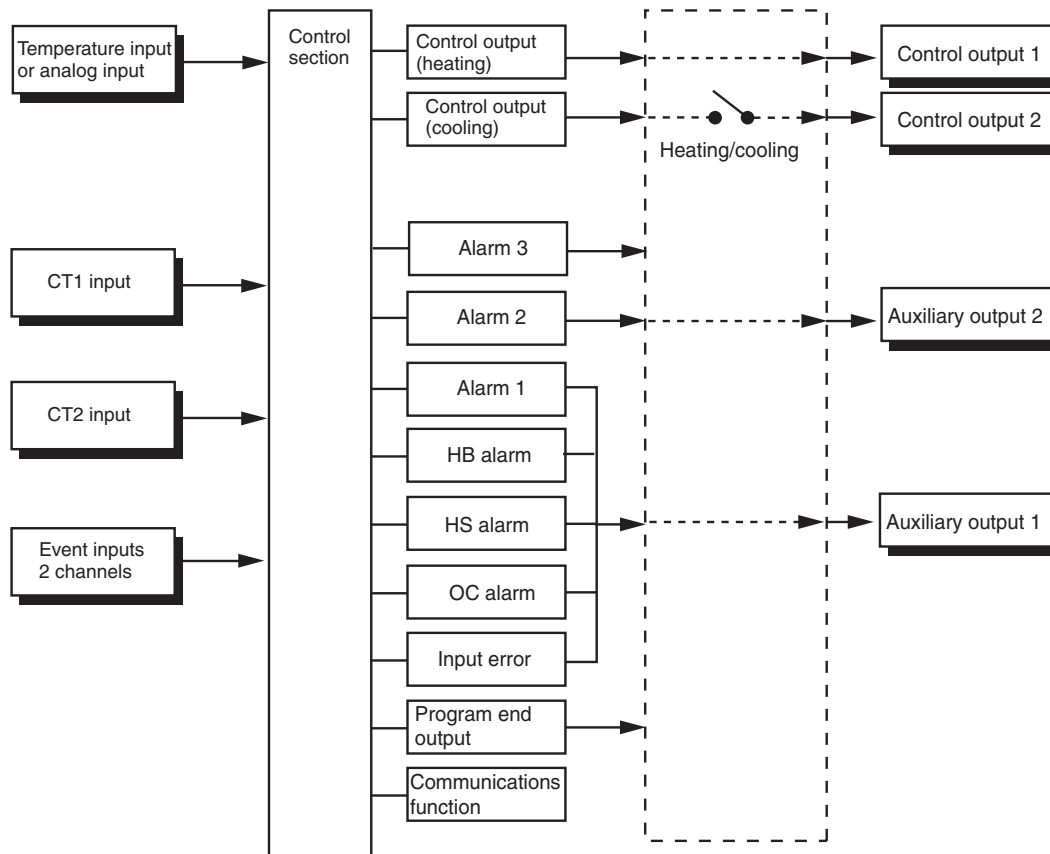 Temperature input
or analog input
CT1 input
CT2 input
Event inputs
2 channels
Control
section
Control output
(heating)
Control output
(cooling)
Alarm 3
Alarm 2
Alarm 1
HB alarm
HS alarm
OC alarm
Input error
Program end
output
Communications
function
Heating/cooling
Control output 1
Control output 2
Auxiliary output 2
Auxiliary output 1